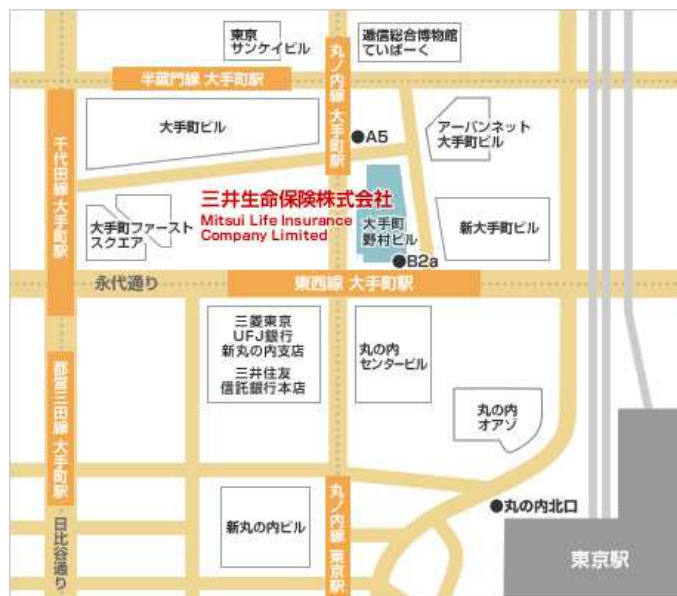 東京
サンケイビル
逓信総合博物館
ていぱーく
半蔵門線 大手町駅
丸ノ内線 大手町駅
千代田線 大手町駅
大手町ビル
●A5
アーバンネット
大手町ビル
三井生命保険株式会社
Mitsui Life Insurance
Company Limited
大手町
野村ビル
大手町ファースト
スクエア
新大手町ビル
●B2a
永代通り
東西線 大手町駅
三菱東京
UFJ銀行
新丸の内支店
三井住友
信託銀行本店
丸の内
センタービル
都営三田線 大手町駅
丸の内
オアゾ
丸ノ内線 東京駅
新丸の内ビル
●丸の内北口
日比谷通り
東京駅